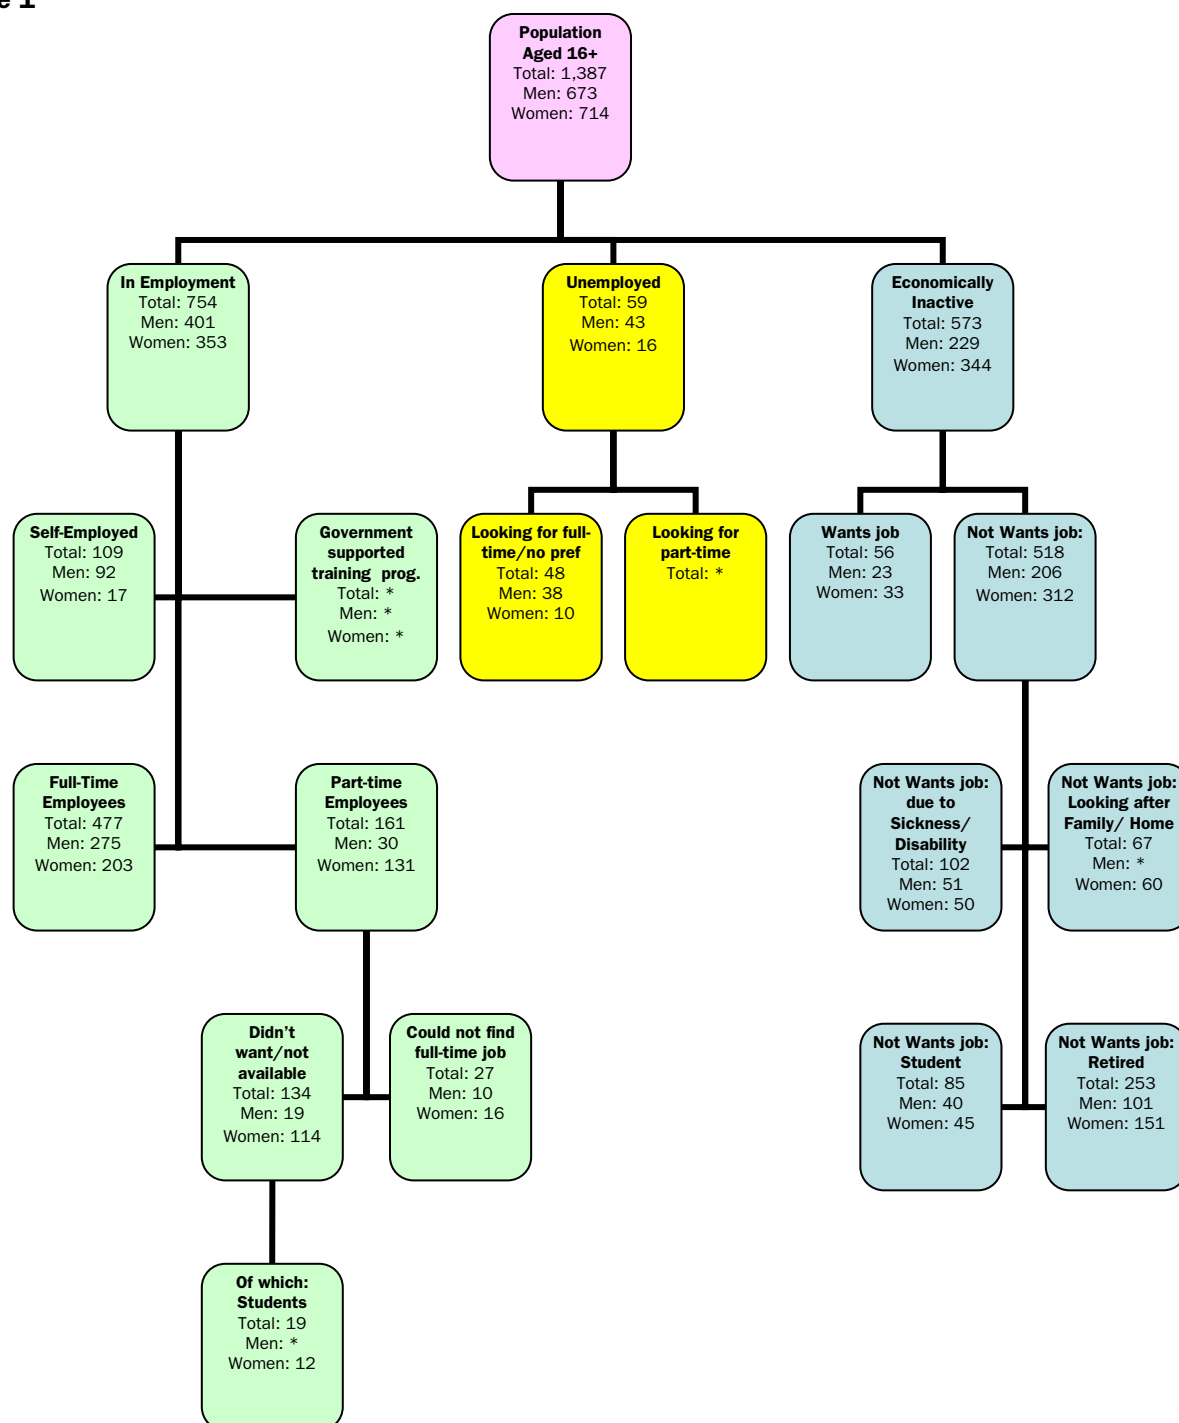 e 1
Population
Aged 16+
Total: 1,387
Men: 673
Women: 714
In Employment
Total: 754
Men: 401
Women: 353
Unemployed
Total: 59
Men: 43
Women: 16
Economically
Inactive
Total: 573
Men: 229
Women: 344
Self-Employed
Total: 109
Men: 92
Women: 17
Government
supported
training prog.
Total: *
Men: *
Women: *
Looking for full-
time/no pref
Total: 48
Men: 38
Women: 10
Looking for
part-time
Total: *
Wants job
Total: 56
Men: 23
Women: 33
Not Wants job:
Total: 518
Men: 206
Women: 312
Full-Time
Employees
Total: 477
Men: 275
Women: 203
Part-time
Employees
Total: 161
Men: 30
Women: 131
Not Wants job:
due to
Sickness/
Disability
Total: 102
Men: 51
Women: 50
Not Wants job:
Looking after
Family/ Home
Total: 67
Men: *
Women: 60
Didn't
want/not
available
Total: 134
Men: 19
Women: 114
Could not find
full-time job
Total: 27
Men: 10
Women: 16
Not Wants job:
Student
Total: 85
Men: 40
Women: 45
Not Wants job:
Retired
Total: 253
Men: 101
Women: 151
Of which:
Students
Total: 19
Men: *
Women: 12